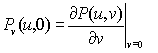 P_v(u,0) = ∂P(u,v)/∂v |_{v=0}